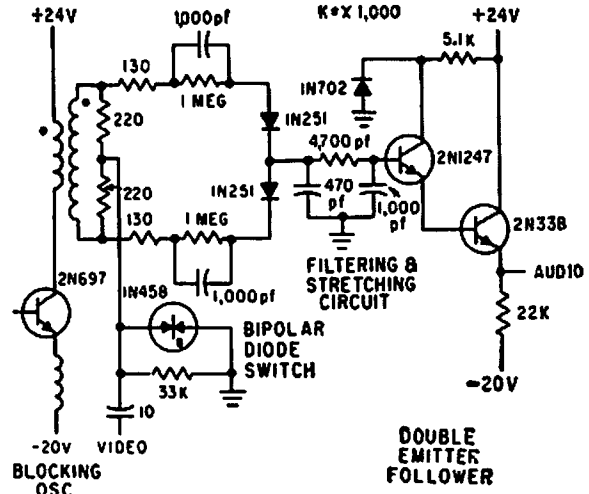 +24V
1,000pf
K=X 1,000
+24V
130
1 MEG
5.1K
1N702
220
1N251
4,700 pf
2N1247
220
1N251
470
pf
1,000
pf
2N338
130
1 MEG
AUDIO
1,000pf
FILTERING &
STRETCHING
CIRCUIT
2N697
1N458
BIPOLAR
DIODE
SWITCH
22K
33K
-20V
10
-20V
VIDEO
BLOCKING
OSC
DOUBLE
EMITTER
FOLLOWER